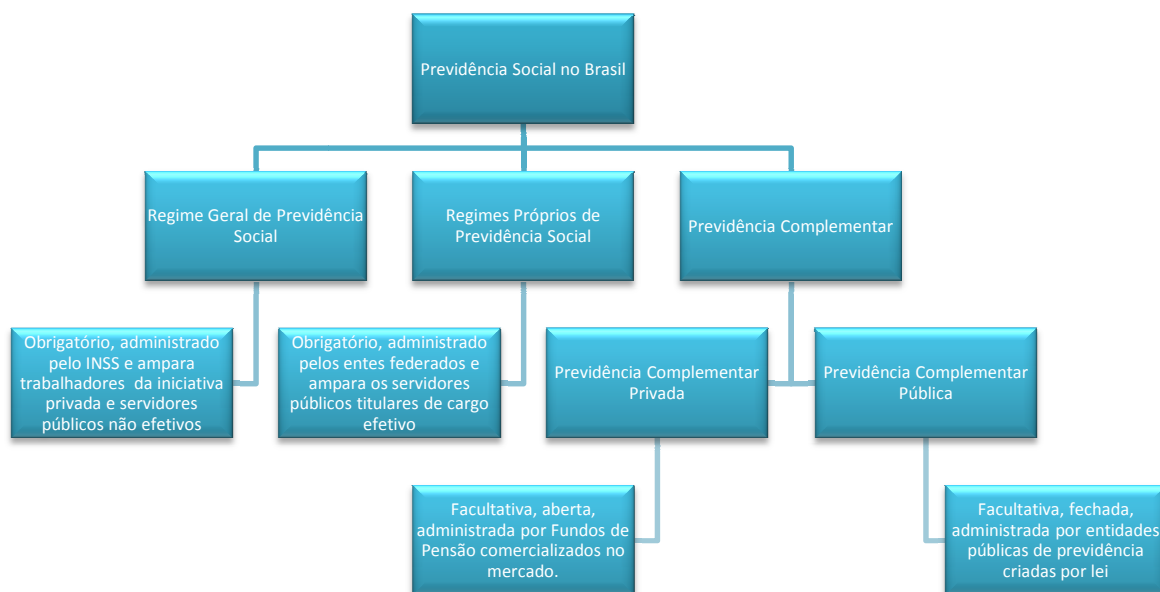 Previdência Social no Brasil
Regime Geral de Previdência
Social
Regimes Próprios de
Previdência Social
Previdência Complementar
Obrigatório, administrado
pelo INSS e ampara
trabalhadores da iniciativa
privada e servidores
públicos não efetivos
Obrigatório, administrado
pelos entes federados e
ampara os servidores
públicos titulares de cargo
efetivo
Previdência Complementar
Privada
Previdência Complementar
Pública
Facultativa, aberta,
administrada por Fundos de
Pensão comercializados no
mercado.
Facultativa, fechada,
administrada por entidades
públicas de previdência
criadas por lei